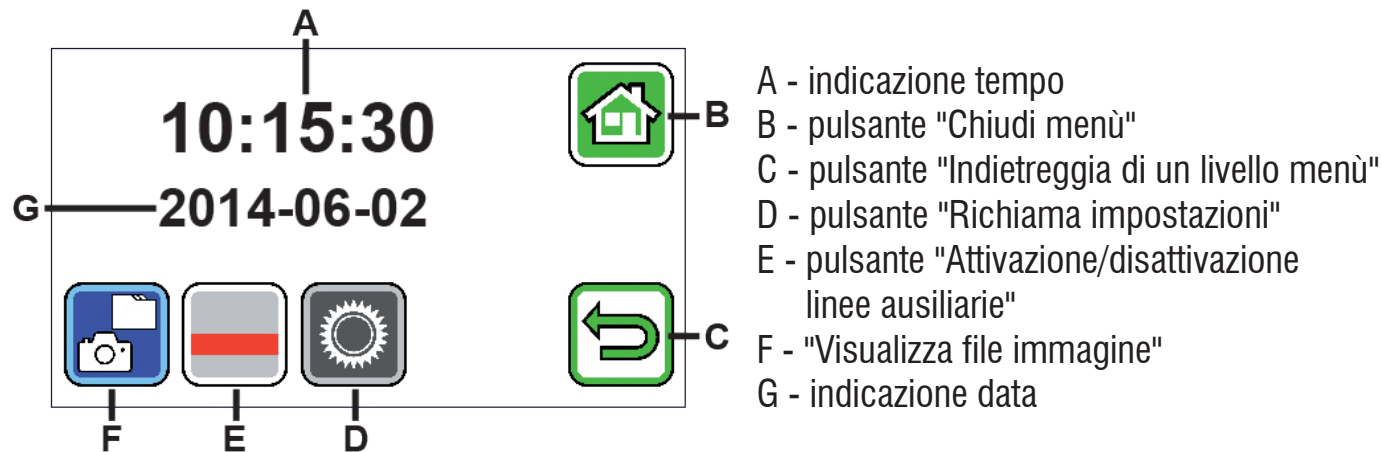 A
10:15:30
B
G
2014-06-02
C
F
E
D
A - indicazione tempo
B - pulsante "Chiudi menù"
C - pulsante "Indietreggia di un livello menù"
D - pulsante "Richiama impostazioni"
E - pulsante "Attivazione/disattivazione
linee ausiliarie"
F - "Visualizza file immagine"
G - indicazione data